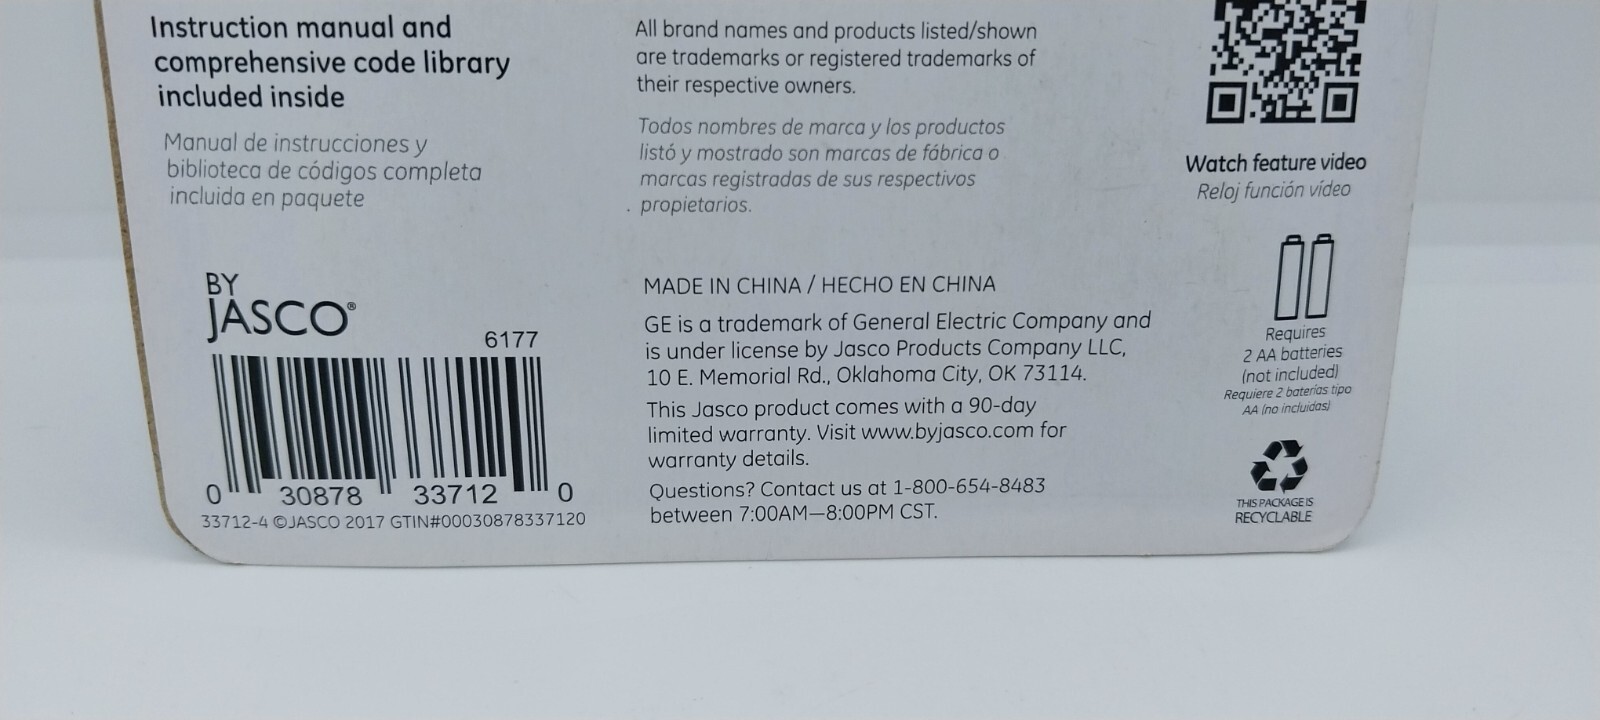 Instruction manual and
comprehensive code library
included inside
Manual de instrucciones y
biblioteca de códigos completa
incluida en paquete
BY
JASCO®
6177
0 30878 33712 0
33712-4 ©JASCO 2017 GTIN#00030878337120
All brand names and products listed/shown
are trademarks or registered trademarks of
their respective owners.
Todos nombres de marca y los productos
listó y mostrado son marcas de fábrica o
marcas registradas de sus respectivos
propietarios.
MADE IN CHINA / HECHO EN CHINA
GE is a trademark of General Electric Company and
is under license by Jasco Products Company LLC,
10 E. Memorial Rd., Oklahoma City, OK 73114.
This Jasco product comes with a 90-day
limited warranty. Visit www.byjasco.com for
warranty details.
Questions? Contact us at 1-800-654-8483
between 7:00AM—8:00PM CST.
Watch feature video
Reloj función vídeo
Requires
2 AA batteries
(not included)
Requiere 2 baterías tipo
AA (no incluidas)
THIS PACKAGE IS
RECYCLABLE